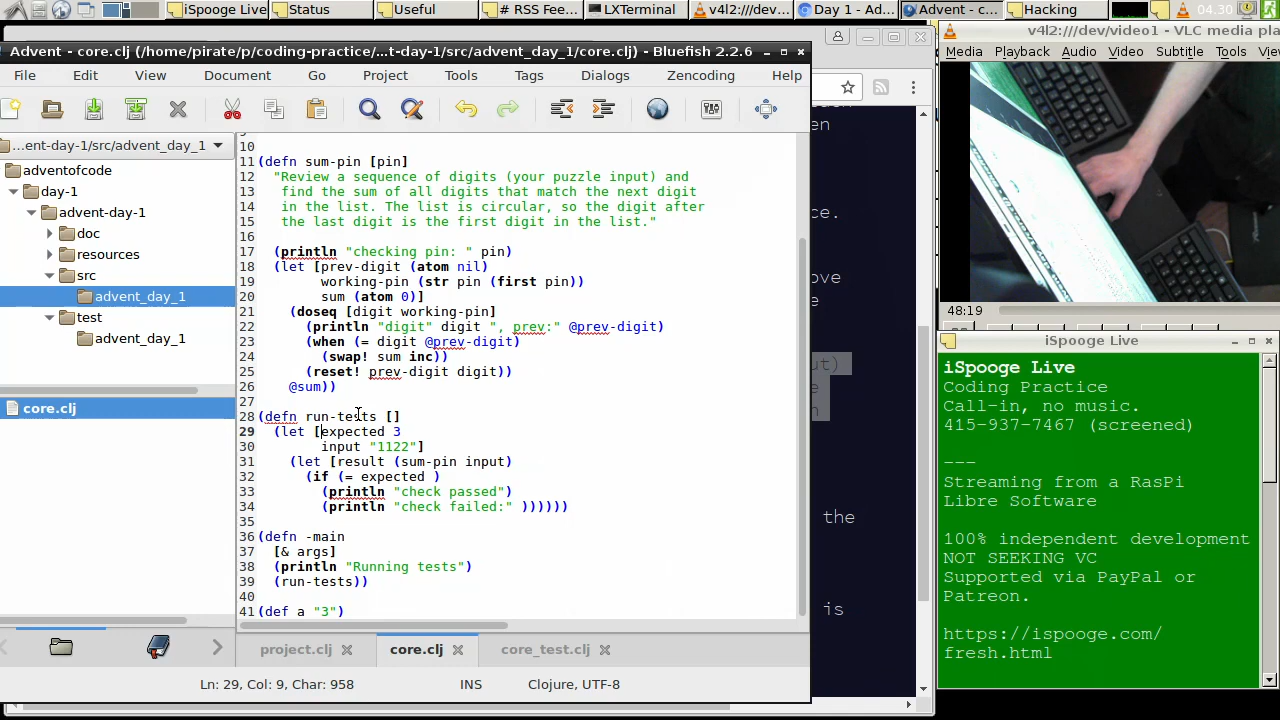 iSpooge Live
Status
Useful
# RSS Fee...
LXTerminal
v4l2:///dev...
Day 1 - Ad...
Advent - c...
Hacking
04.30
Advent - core.clj (/home/pirate/p/coding-practice/...t-day-1/src/advent_day_1/core.clj) - Bluefish 2.2.6
File Edit View Document Go Project Tools Tags Dialogs Zencoding Help
...ent-day-1/src/advent_day_1
adventofcode
day-1
advent-day-1
doc
resources
src
advent_day_1
test
advent_day_1
core.clj
10
11 (defn sum-pin [pin]
12 "Review a sequence of digits (your puzzle input) and
13 find the sum of all digits that match the next digit
14 in the list. The list is circular, so the digit after
15 the last digit is the first digit in the list."
16
17 (println "checking pin: " pin)
18 (let [prev-digit (atom nil)
19 working-pin (str pin (first pin))
20 sum (atom 0)]
21 (doseq [digit working-pin]
22 (println "digit" digit ", prev:" @prev-digit)
23 (when (= digit @prev-digit)
24 (swap! sum inc))
25 (reset! prev-digit digit))
26 @sum))
27
28 (defn run-tests []
29 (let [expected 3
30 input "1122"]
31 (let [result (sum-pin input)
32 (if (= expected )
33 (println "check passed")
34 (println "check failed:" ))))))
35
36 (defn -main
37 [& args]
38 (println "Running tests")
39 (run-tests))
40
41 (def a "3")
project.clj
core.clj
core_test.clj
Ln: 29, Col: 9, Char: 958
INS
Clojure, UTF-8
en
ce.
ove
e
ut)
e
n
the
is
v4l2:///dev/video1 - VLC media pla
Media Playback Audio Video Subtitle Tools Vie
48:19
iSpooge Live
iSpooge Live
Coding Practice
Call-in, no music.
415-937-7467 (screened)
---
Streaming from a RasPi
Libre Software
100% independent development
NOT SEEKING VC
Supported via PayPal or
Patreon.
https://ispooge.com/
fresh.html